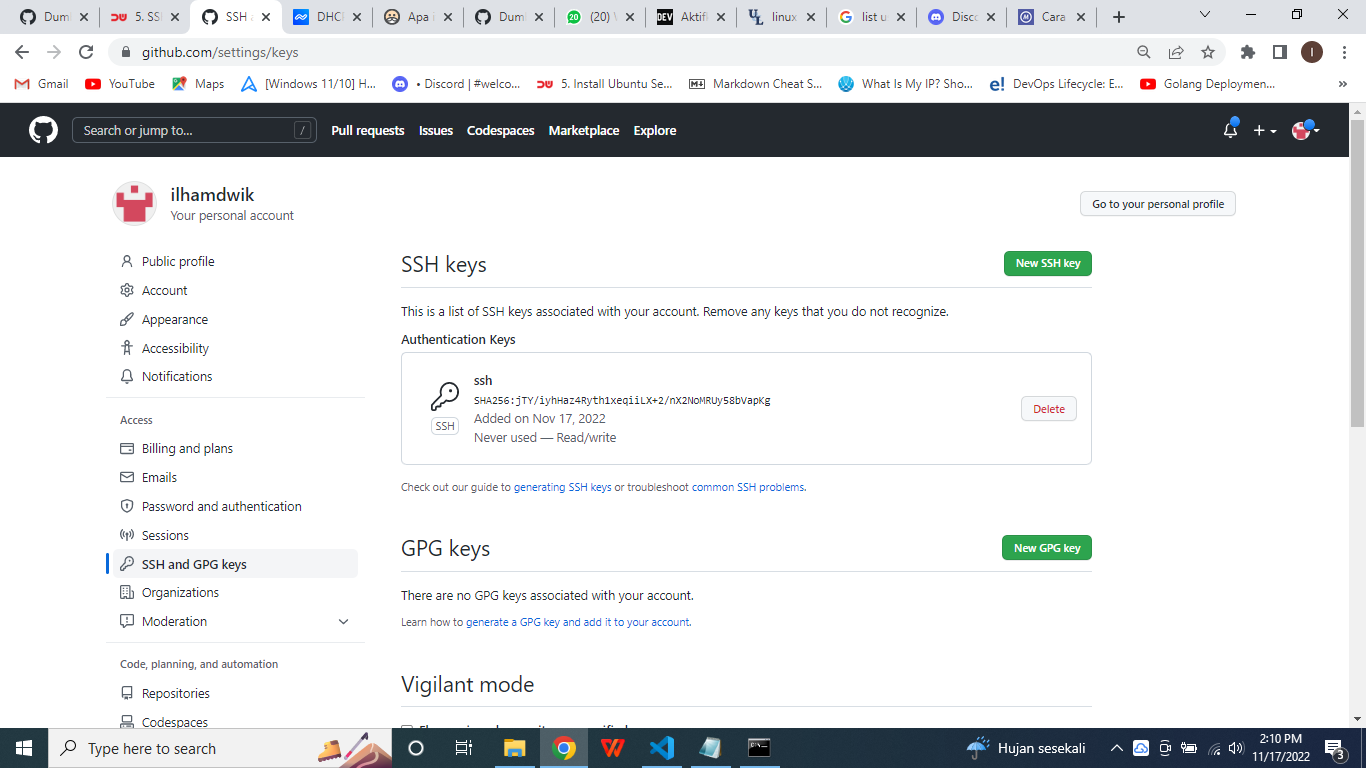 Duml
5. SSI
SSH a
DHCI
Apa i
Duml
(20) V
Aktifi
linux
list u
Disco
Cara
github.com/settings/keys
Gmail
YouTube
Maps
[Windows 11/10] H...
• Discord | #welco...
5. Install Ubuntu Se...
Markdown Cheat S...
What Is My IP? Sho...
DevOps Lifecycle: E...
Golang Deploymen...
»
Search or jump to...
/
Pull requests
Issues
Codespaces
Marketplace
Explore
ilhamdwik
Your personal account
Go to your personal profile
Public profile
Account
Appearance
Accessibility
Notifications
Access
Billing and plans
Emails
Password and authentication
Sessions
SSH and GPG keys
Organizations
Moderation
Code, planning, and automation
Repositories
Codespaces
SSH keys
New SSH key
This is a list of SSH keys associated with your account. Remove any keys that you do not recognize.
Authentication Keys
ssh
SHA256:jTY/iyhHaz4Ryth1xeqiiLX+2/nX2NoMRUy58bVapKg
Added on Nov 17, 2022
Never used — Read/write
SSH
Delete
Check out our guide to generating SSH keys or troubleshoot common SSH problems.
GPG keys
New GPG key
There are no GPG keys associated with your account.
Learn how to generate a GPG key and add it to your account.
Vigilant mode
Type here to search
Hujan sesekali
2:10 PM
11/17/2022
3